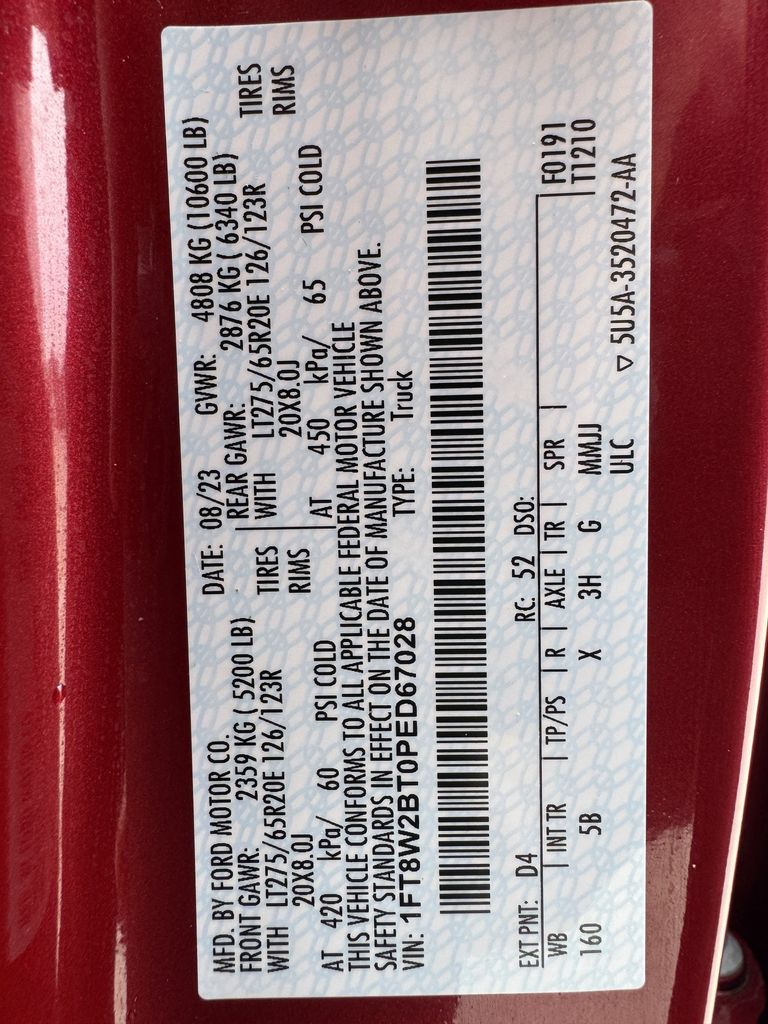 MFD. BY FORD MOTOR CO. DATE: 08/23 GVWR: 4808 KG (10600 LB)
FRONT GAWR: 2359 KG ( 5200 LB) REAR GAWR: 2876 KG ( 6340 LB)
WITH LT275/65R20E 126/123R TIRES WITH LT275/65R20E 126/123R TIRES
20X8.0J RIMS 20X8.0J RIMS
AT 420 kPa/ 60 PSI COLD AT 450 kPa/ 65 PSI COLD
THIS VEHICLE CONFORMS TO ALL APPLICABLE FEDERAL MOTOR VEHICLE
SAFETY STANDARDS IN EFFECT ON THE DATE OF MANUFACTURE SHOWN ABOVE.
VIN: 1FT8W2BT0PED67028 TYPE: Truck
EXT PNT: D4 RC: 52 DSO: F0191
WB | INT TR | TP/PS | R | AXLE | TR | SPR | T1210
160 5B X 3H G MMJJ
ULC ▽ 5U5A-3520472-AA